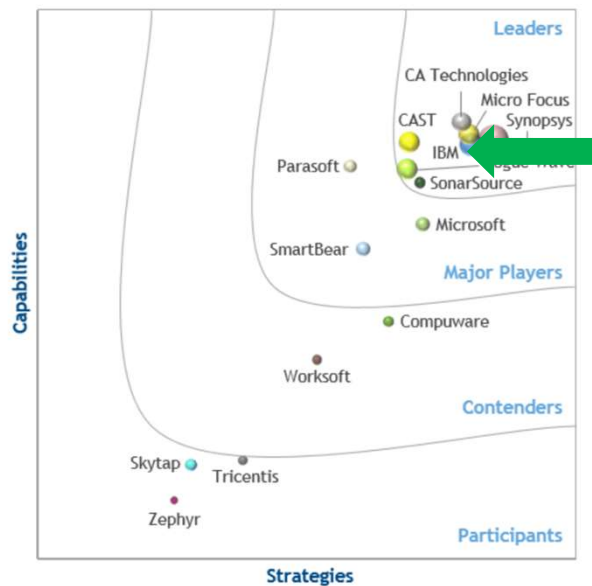 Leaders
CA Technologies
Micro Focus
Synopsys
CAST
IBM
Wave
Parasoft
SonarSource
Microsoft
SmartBear
Major Players
Compuware
Worksoft
Contenders
Skytap
Tricentis
Zephyr
Participants
Capabilities
Strategies